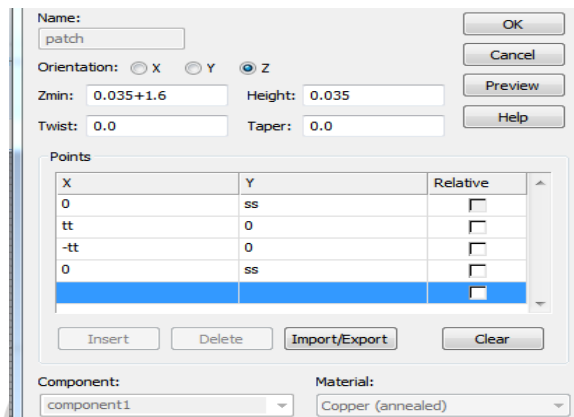 Name:
OK
patch
Cancel
Orientation: X Y Z
Preview
Zmin: 0.035+1.6 Height: 0.035
Help
Twist: 0.0 Taper: 0.0
Points
X Y Relative
0 ss
tt 0
-tt 0
0 ss
Insert Delete Import/Export Clear
Component: Material:
component1 Copper (annealed)